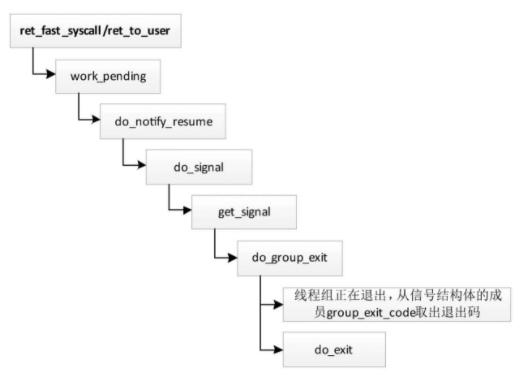 ret_fast_syscall/ret_to_user
work_pending
do_notify_resume
do_signal
get_signal
do_group_exit
线程组正在退出，从信号结构体的成
员group_exit_code取出退出码
do_exit